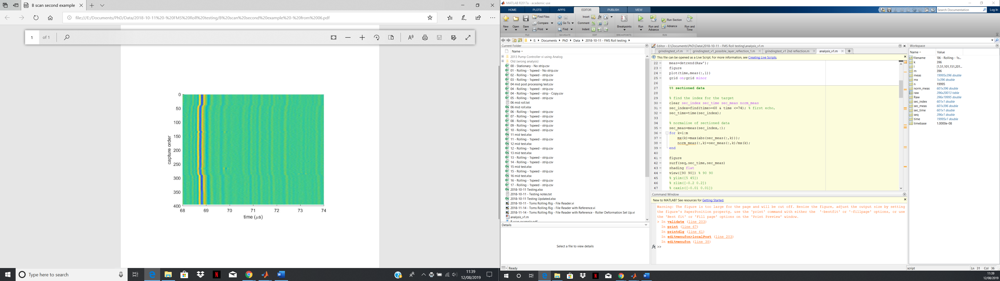 B scan second example
file:///E:/Documents/PhD/Data/2018-10-11%20-%20FMS%20Roll%20testing/B%20scan%20second%20example%20-%20from%2006.pdf
1 of 1
0
50
100
150
200
250
300
350
400
capture order
68 69 70 71 72 73 74
time (μs)
Type here to search
11:39
12/08/2019
MATLAB R2017a - academic use
HOME PLOTS APPS EDITOR PUBLISH VIEW
Search Documentation
Log In
New Open Save
Find Files
Compare
Print
FILE
Go To
Find
NAVIGATE
Insert
Comment
Indent
EDIT
Breakpoints
BREAKPOINTS
Run
Run and Advance
Run Section
Advance
Run and Time
RUN
E: Documents PhD Data 2018-10-11 - FMS Roll testing
Current Folder
Name
2013 Pump Controller vi using Analog
Old (wrong analysis)
00 - Stationary - No strip.csv
01 - Rolling - 1speed - No strip.csv
02 - Rolling - 1speed - strip.csv
03 - Rolling - 1speed - strip.csv
04 mid post processing test.csv
04 - Rolling - 1speed - strip.csv
04 - Rolling - 1speed - strip - Copy.csv
05 - Rolling - 1speed - strip.csv
06 mid roll.txt
06 mid roll.xlsx
06 - Rolling - 1speed - strip.csv
07 - Rolling - 1speed - strip.csv
08 - Rolling - 1speed - strip.csv
09 - Rolling - 1speed - strip.csv
10 - Rolling - 1speed - strip.csv
11 mid test.xlsx
11 - Rolling - 1speed - strip.csv
12 mid test.xlsx
12 - Rolling - 1speed - strip.csv
13 mid test.xlsx
13 - Rolling - 1speed - strip.csv
14 - Rolling - 1speed - strip.csv
15 mid test.xlsx
15 - Rolling - 1speed - strip.csv
16 mid test.xlsx
16 - Rolling - 1speed - strip.csv
17 - Rolling - 1speed - strip.csv
2018-10-11 Testing.xlsx
2018-10-11 - Testing notes.txt
2018-10-11 Testing Updated.xlsx
2018-10-11 - Toms Rolling Rig - File Reader.vi
2018-11-14 - Toms Rolling Rig - File Reader with Reference.vi
2018-11-14 - Toms Rolling Rig - File Reader with Reference - Roller Deformation Set Up.vi
analysis_v1.m
B scan example.pdf
Details
Select a file to view details
Ready
Editor - E:\Documents\PhD\Data\2018-10-11 - FMS Roll testing\analysis_v1.m
grindingtest_v1.m grindingtest_v1_possible_layer_reflection_1.m grindingtest_v1 2nd reflection.m analysis_v1.m
This file can be opened as a Live Script. For more information, see Creating Live Scripts.
22 - meas=detrend(Raw');
23 - figure
24 - plot(time,meas(:,1))
25 - grid on;grid minor
26
27 %% sectioned data
28
29 % find the index for the target
30 - clear sec_index sec_time sec_meas norm_meas
31 - sec_index=find(time>=68 & time <=74); % first echo,
32 - sec_time=time(sec_index);
33
34 % normalise of sectioned data
35 - sec_meas=meas(sec_index,:);
36 - for k=1:m
37 - mx(k)=max(abs(sec_meas(:,k)));
38 - norm_meas(:,k)=sec_meas(:,k)/mx(k);
39 - end
40
41 - figure
42 - surf(seq,sec_time,sec_meas)
43 - shading flat
44 - view([90 90]) % 90 90
45 % ylim([5 45])
46 % zlim([-0.2 0.2])
47 % caxis([-0.01 0.01])
Command Window
New to MATLAB? See resources for Getting Started.
Warning: The figure is too large for the page and will be cut off. Resize the figure, adjust the output size by setting
the figure's PaperPosition property, use the 'print' command with either the '-bestfit' or '-fillpage' options, or use
the 'Best fit' or 'Fill page' options on the 'Print Preview' window.
> In validate (line 203)
In print (line 67)
In printdlg (line 61)
In editmenufcn>localPost (line 203)
In editmenufcn (line 38)
fx >>
Workspace
Name Value
filename '06 - Rolling - 1s...
k 396
l [1,51,101,151,201...
m 396
meas 19995x396 double
mx 1x396 double
n 19995
norm_meas 601x396 double
raw 396x20013 table
Raw 396x19995 double
sec_index 601x1 double
sec_meas 601x396 double
sec_time 601x1 double
seq 396x1 double
time 19995x1 double
timebase 1.0000e-08
script
Ln 31 Col 36
11:39
12/08/2019